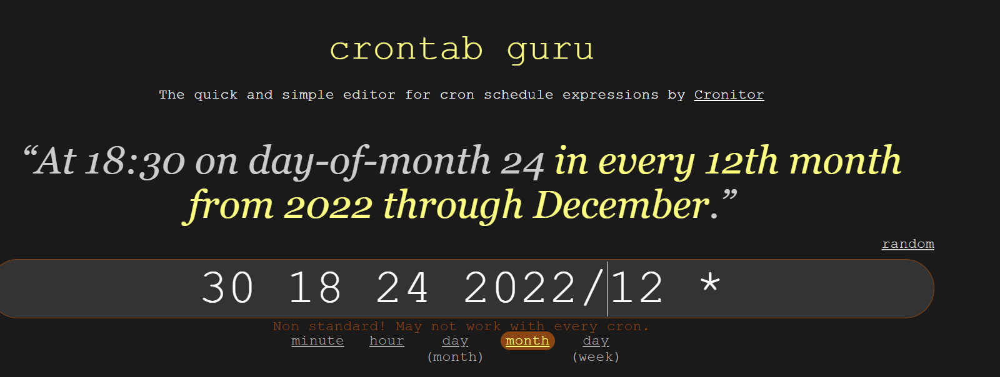 crontab guru
The quick and simple editor for cron schedule expressions by Cronitor
“At 18:30 on day-of-month 24 in every 12th month
from 2022 through December.”
random
30 18 24 2022/12 *
Non standard! May not work with every cron.
minute hour day month day
(month) (week)